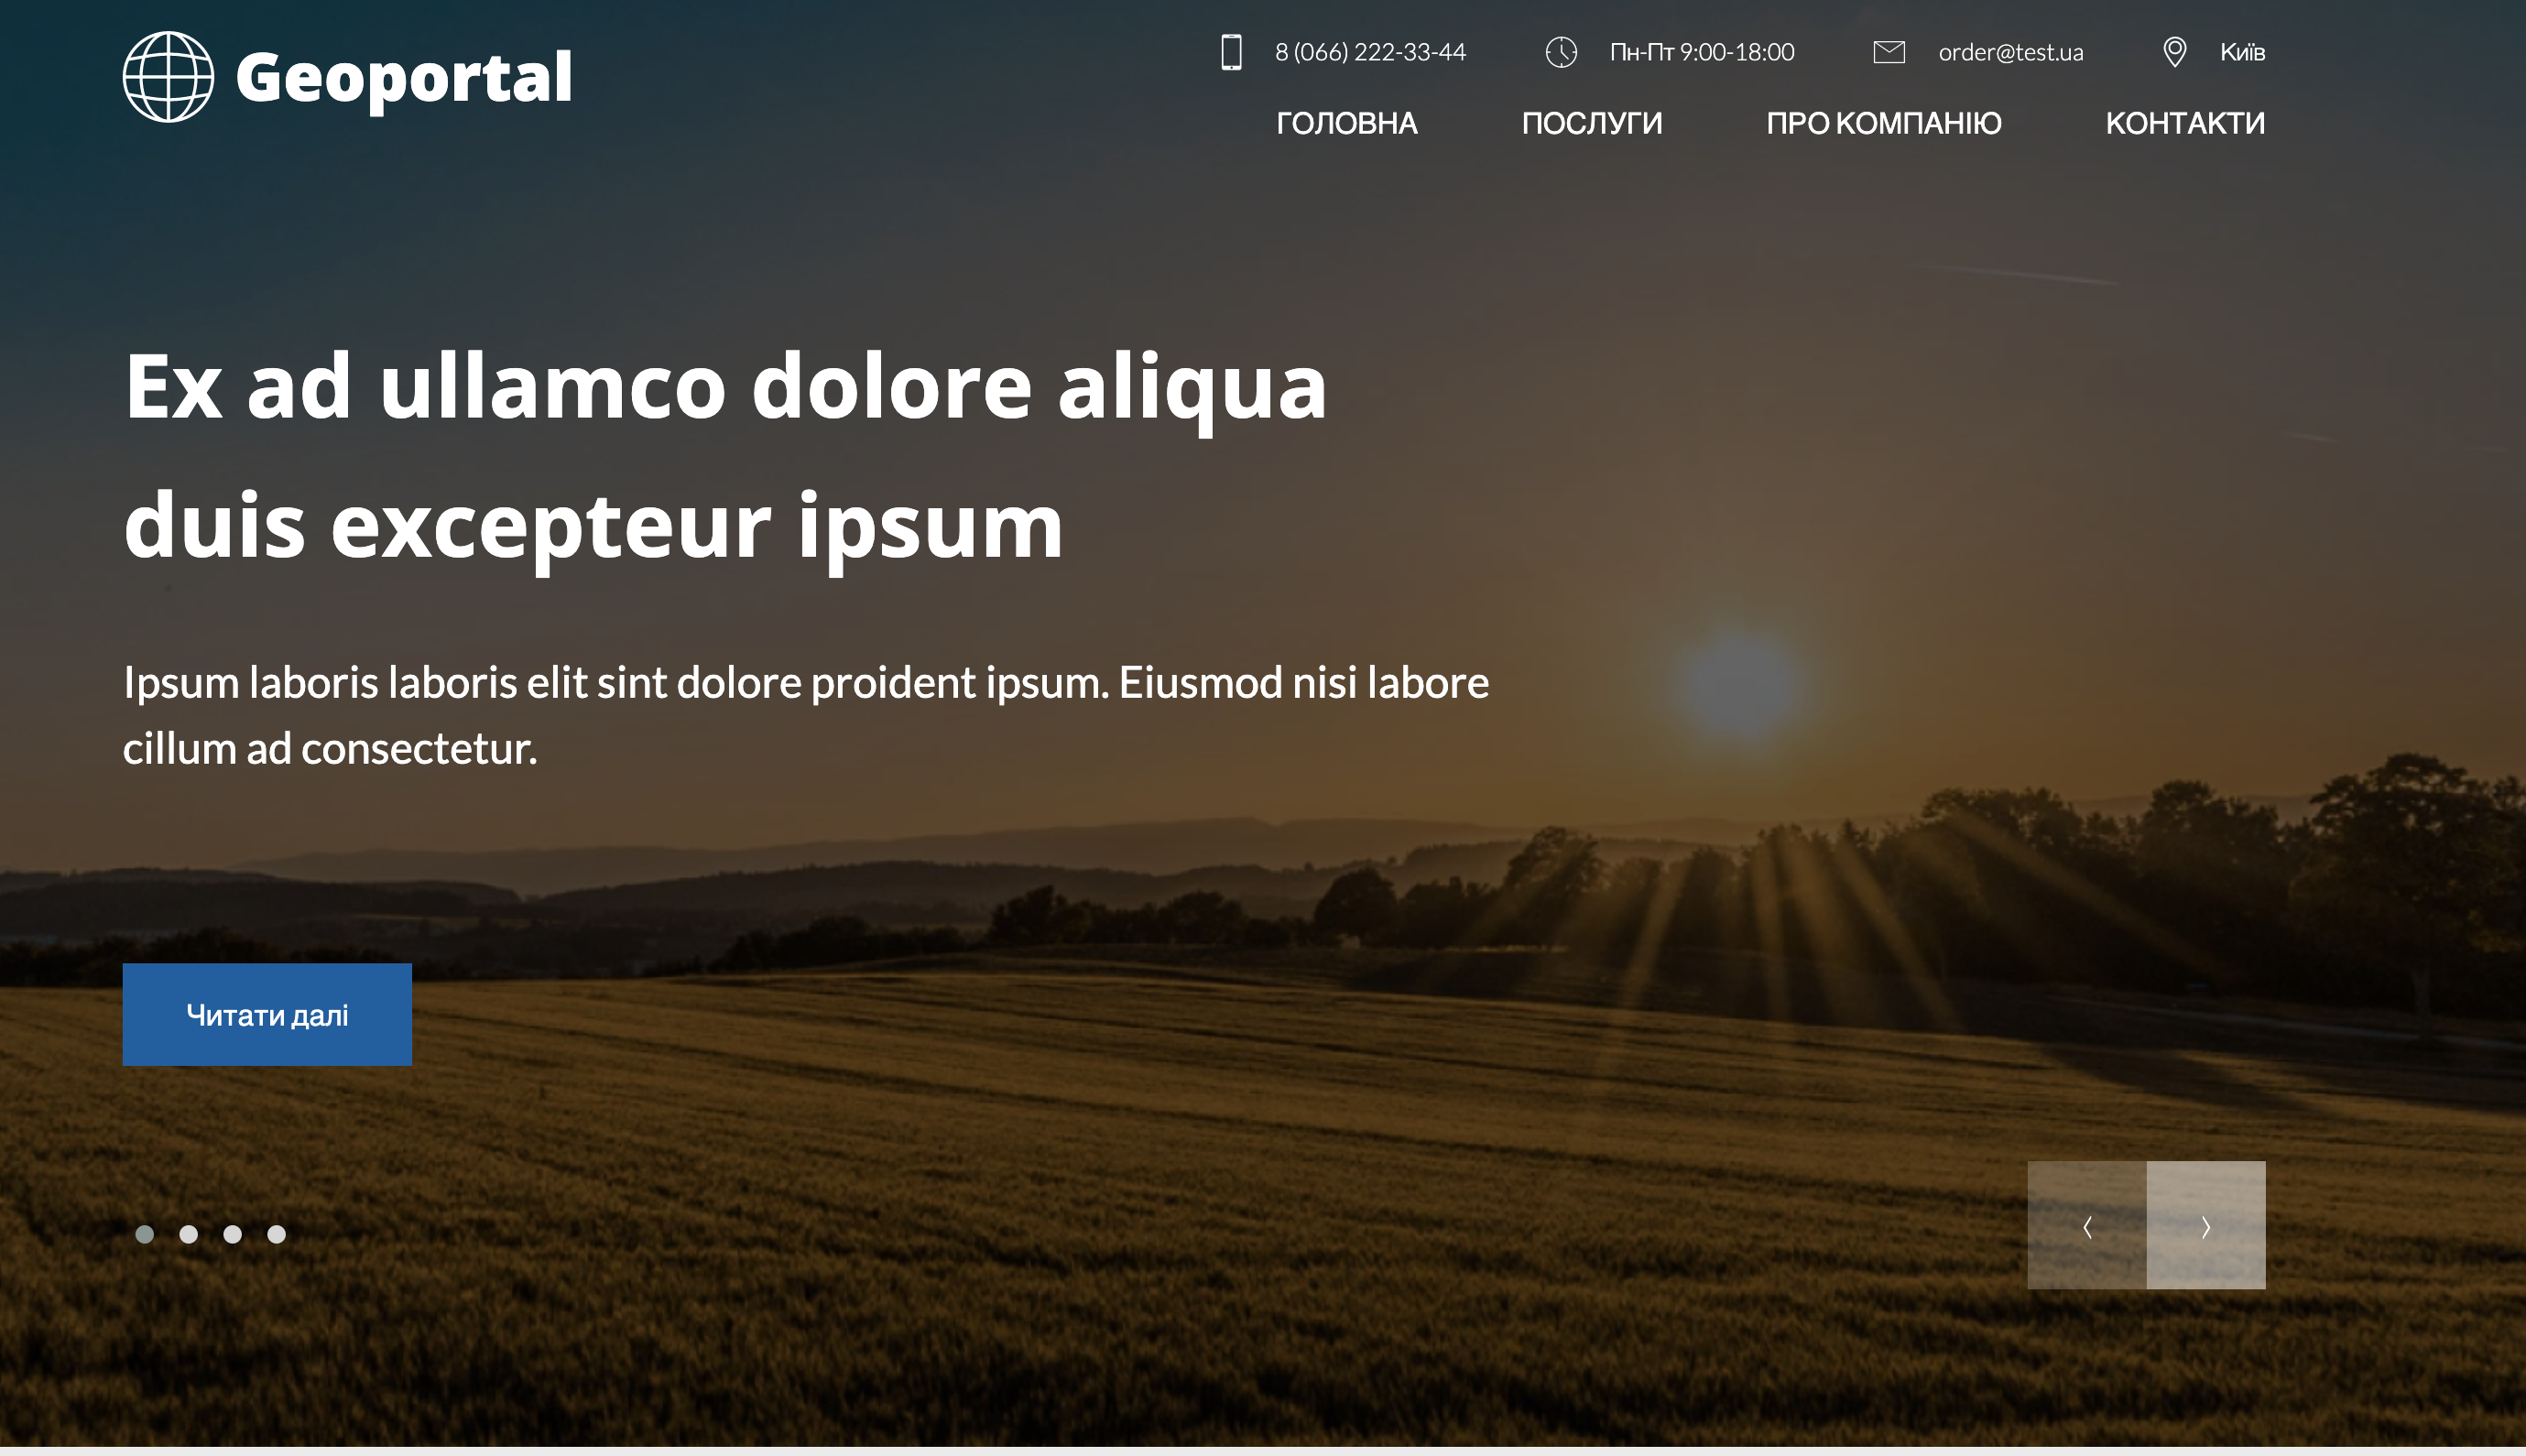 Geoportal
8 (066) 222-33-44
Пн-Пт 9:00-18:00
order@test.ua
Київ
ГОЛОВНА
ПОСЛУГИ
ПРО КОМПАНІЮ
КОНТАКТИ
Ex ad ullamco dolore aliqua
duis excepteur ipsum
Ipsum laboris laboris elit sint dolore proident ipsum. Eiusmod nisi labore
cillum ad consectetur.
Читати далі